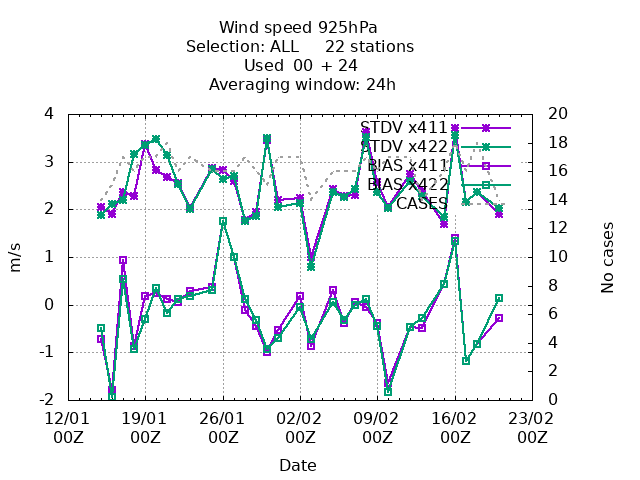 Wind speed 925hPa
Selection: ALL     22 stations
Used  00 + 24
Averaging window: 24h
4
3
2
1
0
-1
-2
m/s
20
18
16
14
12
10
8
6
4
2
0
No cases
STDV x411
STDV x422
BIAS x411
BIAS x422
CASES
12/01 19/01 26/01 02/02 09/02 16/02 23/02
00Z 00Z 00Z 00Z 00Z 00Z 00Z
Date